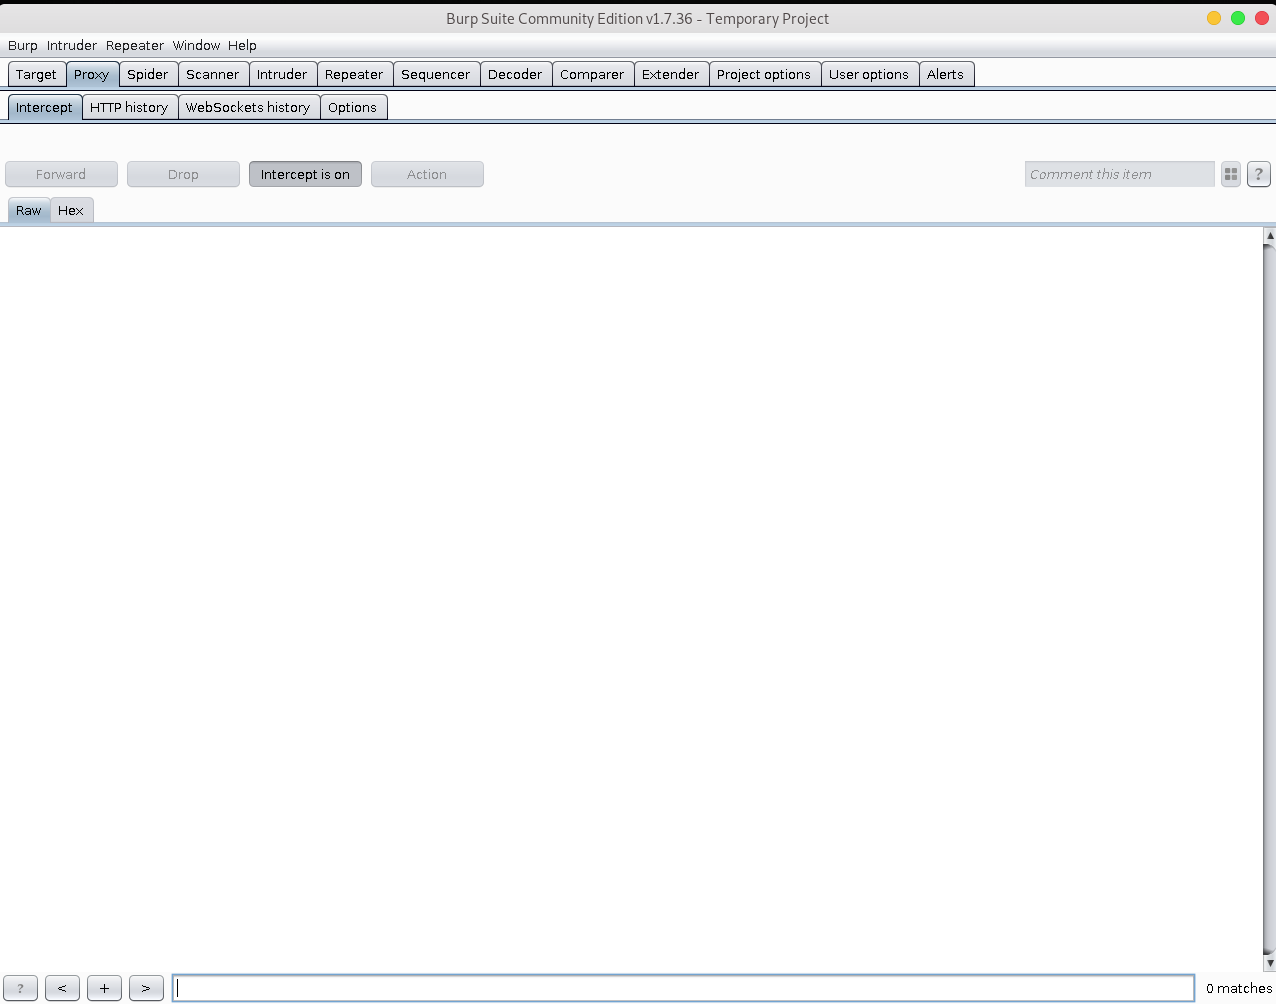 Burp Suite Community Edition v1.7.36 - Temporary Project
Burp Intruder Repeater Window Help
Target Proxy Spider Scanner Intruder Repeater Sequencer Decoder Comparer Extender Project options User options Alerts
Intercept HTTP history WebSockets history Options
Forward Drop Intercept is on Action Comment this item ?
Raw Hex
? < + > 0 matches